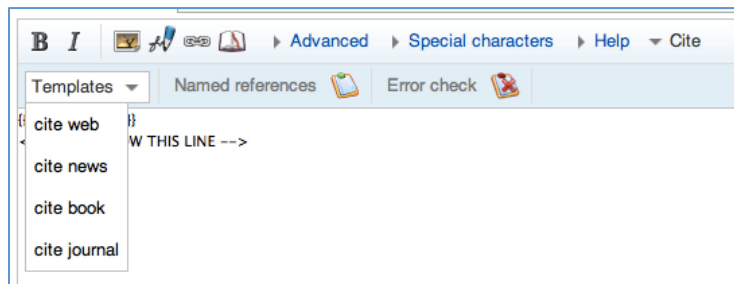 B I Advanced Special characters Help Cite
Templates Named references Error check
}}
cite web
W THIS LINE -->
cite news
cite book
cite journal